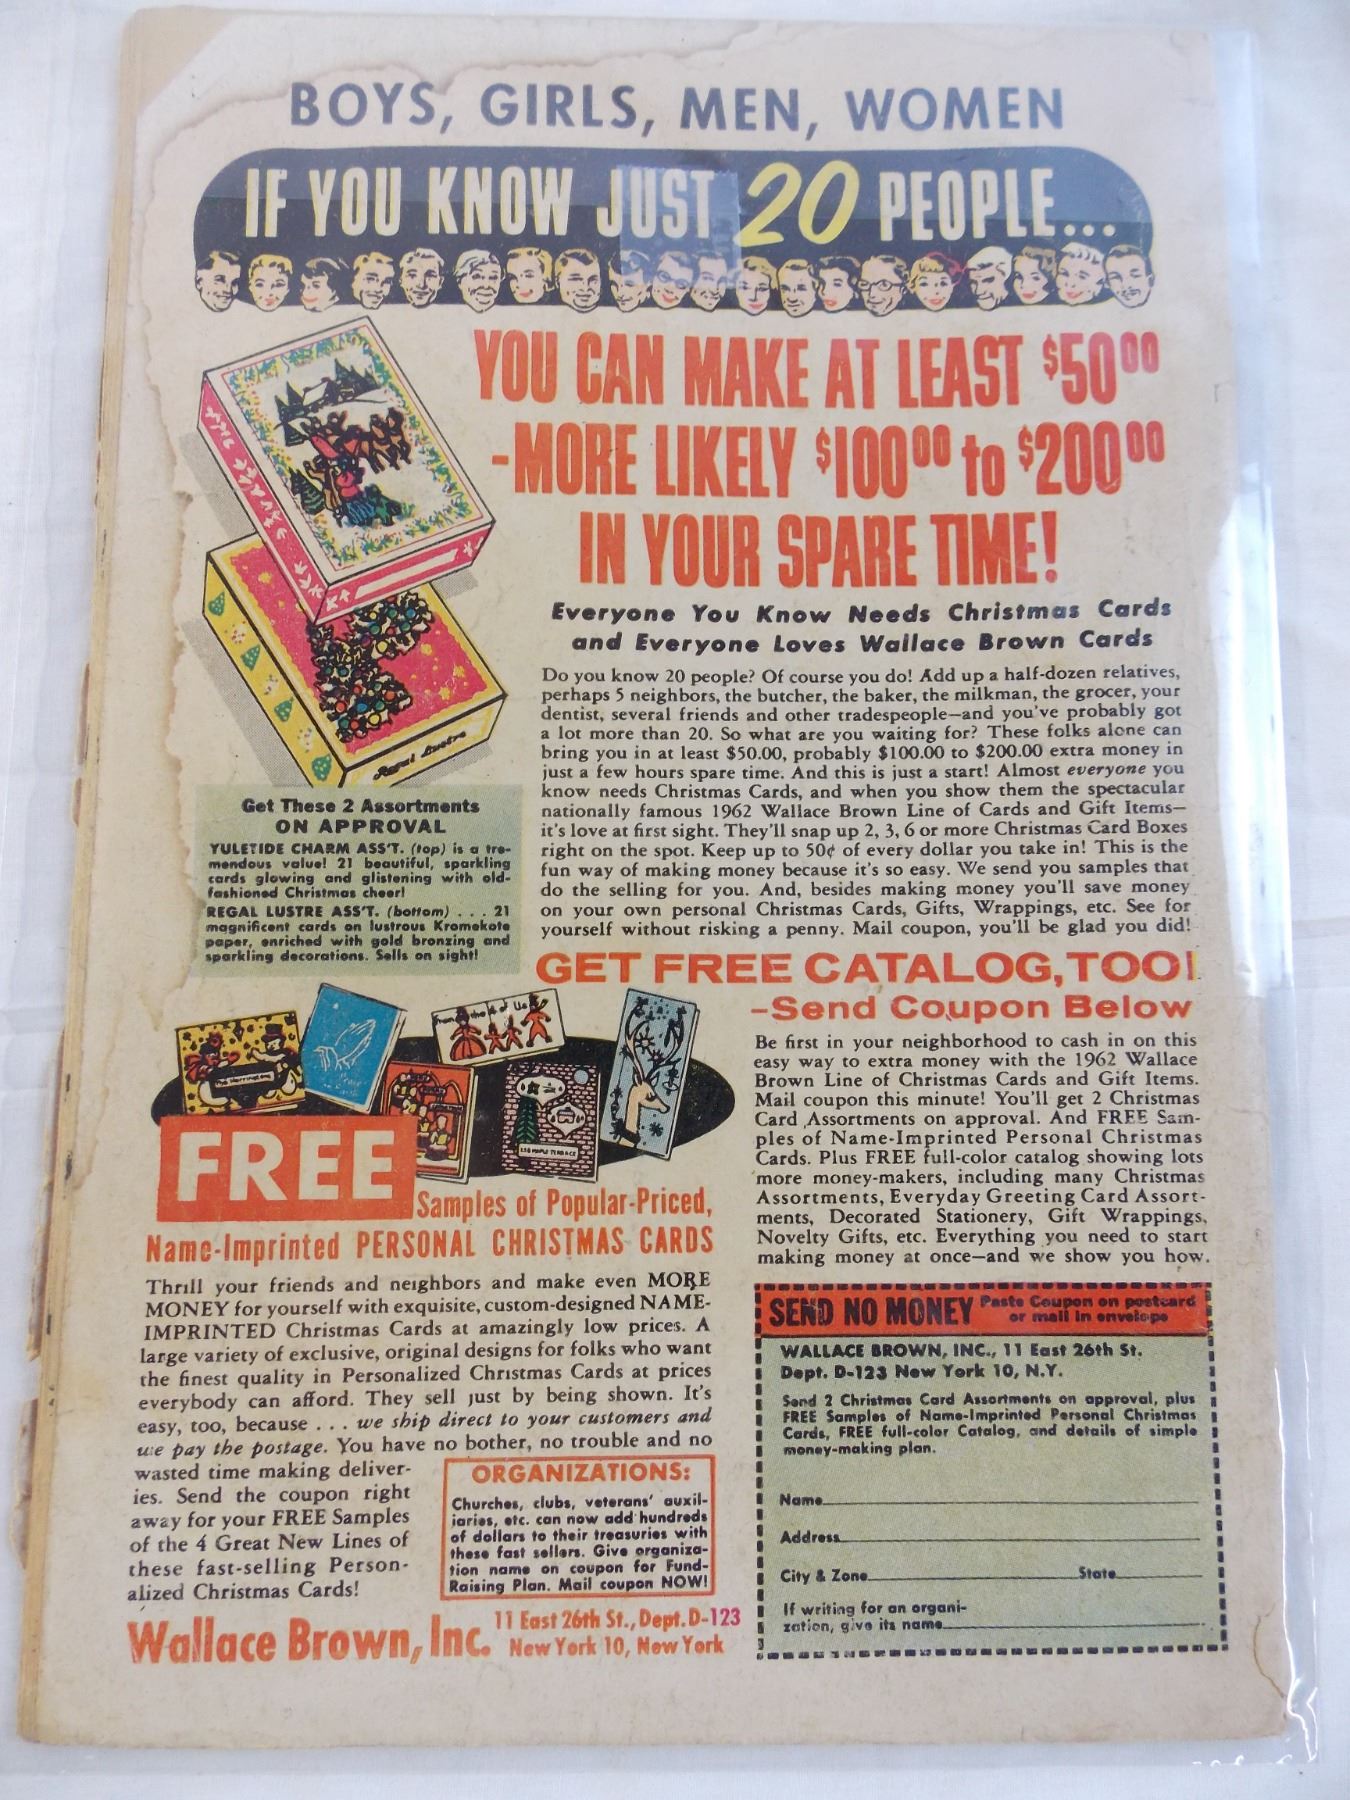 BOYS, GIRLS, MEN, WOMEN
IF YOU KNOW JUST 20 PEOPLE...
YOU CAN MAKE AT LEAST $50⁰⁰
-MORE LIKELY $100⁰⁰ to $200⁰⁰
IN YOUR SPARE TIME!
Everyone You Know Needs Christmas Cards
and Everyone Loves Wallace Brown Cards
Do you know 20 people? Of course you do! Add up a half-dozen relatives,
perhaps 5 neighbors, the butcher, the baker, the milkman, the grocer, your
dentist, several friends and other tradespeople—and you've probably got
a lot more than 20. So what are you waiting for? These folks alone can
bring you in at least $50.00, probably $100.00 to $200.00 extra money in
just a few hours spare time. And this is just a start! Almost everyone you
know needs Christmas Cards, and when you show them the spectacular
nationally famous 1962 Wallace Brown Line of Cards and Gift Items—
it's love at first sight. They'll snap up 2, 3, 6 or more Christmas Card Boxes
right on the spot. Keep up to 50¢ of every dollar you take in! This is the
fun way of making money because it's so easy. We send you samples that
do the selling for you. And, besides making money you'll save money
on your own personal Christmas Cards, Gifts, Wrappings, etc. See for
yourself without risking a penny. Mail coupon, you'll be glad you did!
Regal Lustre
Get These 2 Assortments
ON APPROVAL
YULETIDE CHARM ASS'T. (top) is a tre-
mendous value! 21 beautiful, sparkling
cards glowing and glistening with old-
fashioned Christmas cheer!
REGAL LUSTRE ASS'T. (bottom) . . . 21
magnificent cards on lustrous Kromekote
paper, enriched with gold bronzing and
sparkling decorations. Sells on sight!
GET FREE CATALOG, TOO!
-Send Coupon Below
Be first in your neighborhood to cash in on this
easy way to extra money with the 1962 Wallace
Brown Line of Christmas Cards and Gift Items.
Mail coupon this minute! You'll get 2 Christmas
Card Assortments on approval. And FREE Sam-
ples of Name-Imprinted Personal Christmas
Cards. Plus FREE full-color catalog showing lots
more money-makers, including many Christmas
Assortments, Everyday Greeting Card Assort-
ments, Decorated Stationery, Gift Wrappings,
Novelty Gifts, etc. Everything you need to start
making money at once—and we show you how.
From the 4 of Us
The Harringtons
FREE
Samples of Popular-Priced,
Name-Imprinted PERSONAL CHRISTMAS CARDS
Thrill your friends and neighbors and make even MORE
MONEY for yourself with exquisite, custom-designed NAME-
IMPRINTED Christmas Cards at amazingly low prices. A
large variety of exclusive, original designs for folks who want
the finest quality in Personalized Christmas Cards at prices
everybody can afford. They sell just by being shown. It's
easy, too, because . . . we ship direct to your customers and
we pay the postage. You have no bother, no trouble and no
wasted time making deliver-
ies. Send the coupon right
away for your FREE Samples
of the 4 Great New Lines of
these fast-selling Person-
alized Christmas Cards!
ORGANIZATIONS:
Churches, clubs, veterans' auxil-
iaries, etc. can now add hundreds
of dollars to their treasuries with
these fast sellers. Give organiza-
tion name on coupon for Fund-
Raising Plan. Mail coupon NOW!
Wallace Brown, Inc. 11 East 26th St., Dept. D-123
New York 10, New York
SEND NO MONEY Paste Coupon on postcard
or mail in envelope
WALLACE BROWN, INC., 11 East 26th St.
Dept. D-123 New York 10, N.Y.
Send 2 Christmas Card Assortments on approval, plus
FREE Samples of Name-Imprinted Personal Christmas
Cards, FREE full-color Catalog, and details of simple
money-making plan.
Name
Address
City & Zone State
If writing for an organi-
zation, give its name